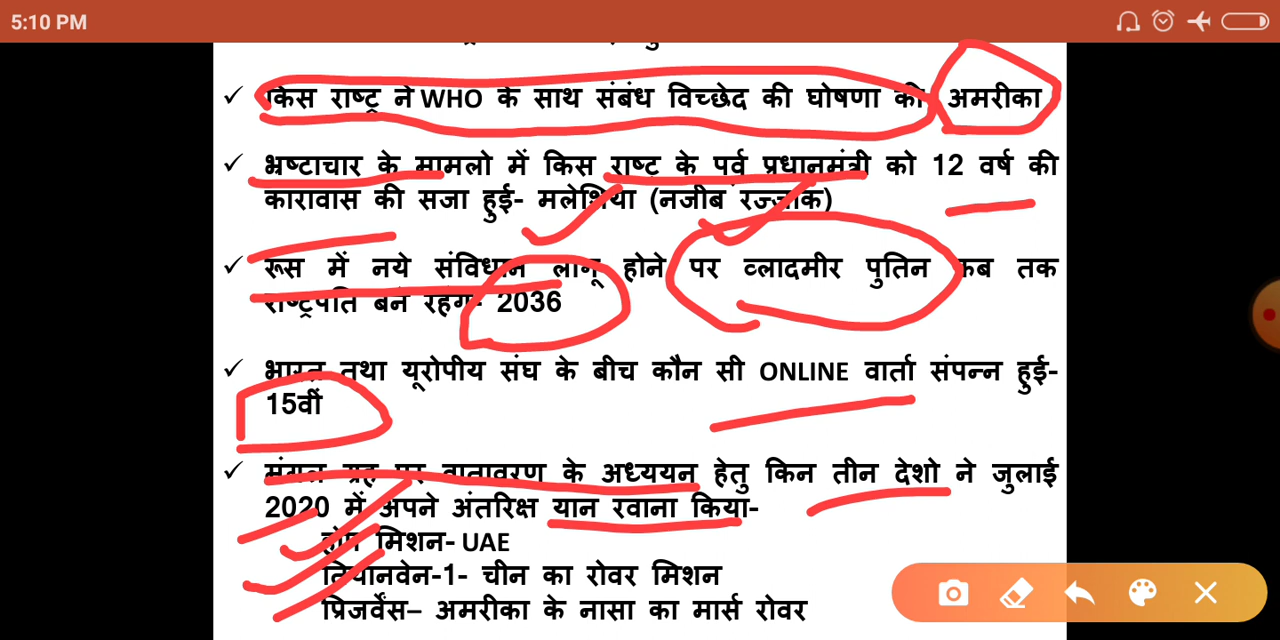 5:10 PM
✓ किस राष्ट्र ने WHO के साथ संबंध विच्छेद की घोषणा की- अमरीका
✓ भ्रष्टाचार के मामलो में किस राष्ट के पर्व प्रधानमंत्री को 12 वर्ष की
कारावास की सजा हुई- मलेशिया (नजीब रज्जाक)
✓ रूस में नये संविधान लागू होने पर व्लादमीर पुतिन कब तक
राष्ट्रपति बने रहेंगे- 2036
✓ भारत तथा यूरोपीय संघ के बीच कौन सी ONLINE वार्ता संपन्न हुई-
15वीं
✓ मंगल ग्रह पर वातावरण के अध्ययन हेतु किन तीन देशो ने जुलाई
2020 में अपने अंतरिक्ष यान रवाना किया-
होप मिशन- UAE
तियानवेन-1- चीन का रोवर मिशन
प्रिजर्वेंस– अमरीका के नासा का मार्स रोवर